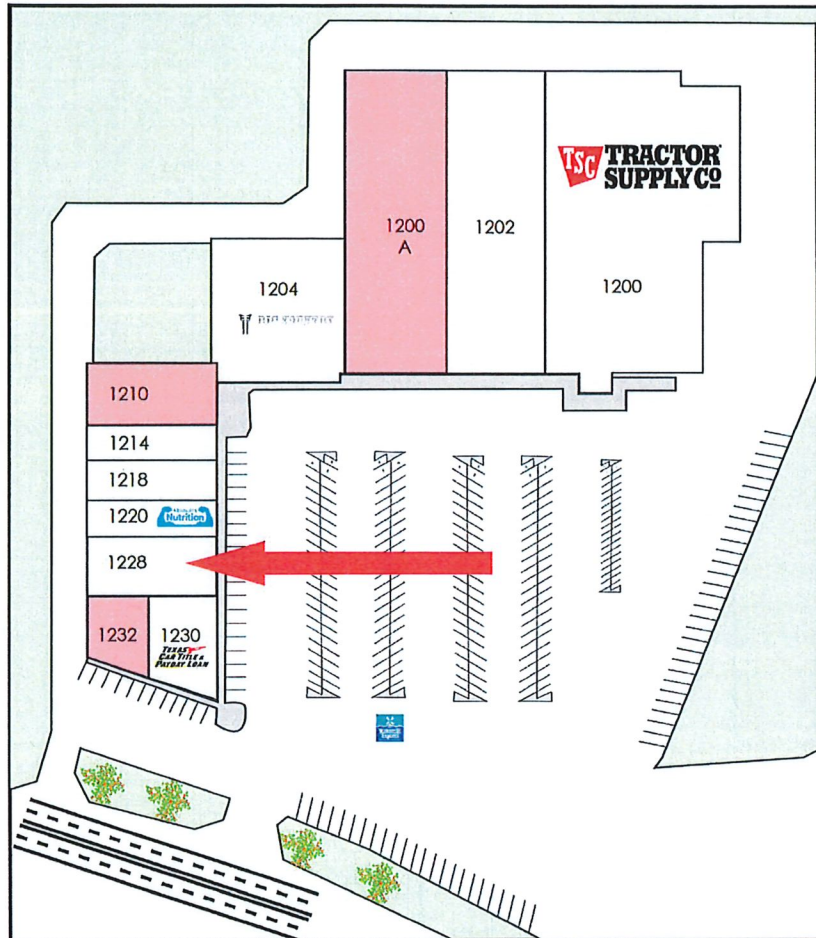 TSC TRACTOR
SUPPLY CO
1200
A
1202
1200
1204
1210
1214
1218
1220
Nutrition
1228
1232
1230
TEXAS
CAR TITLE &
PAYDAY LOAN